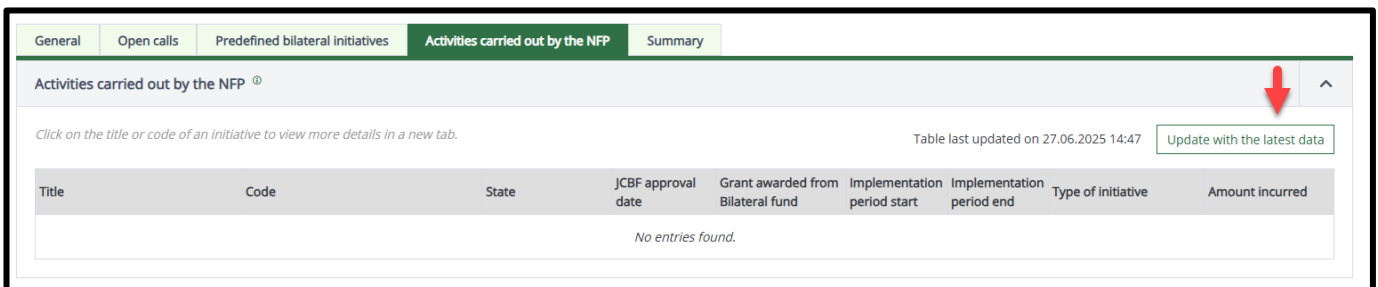 General Open calls Predefined bilateral initiatives Activities carried out by the NFP Summary
Activities carried out by the NFP
Click on the title or code of an initiative to view more details in a new tab.
Table last updated on 27.06.2025 14:47 Update with the latest data
Title Code State JCBF approval date Grant awarded from Bilateral fund Implementation period start Implementation period end Type of initiative Amount incurred
No entries found.